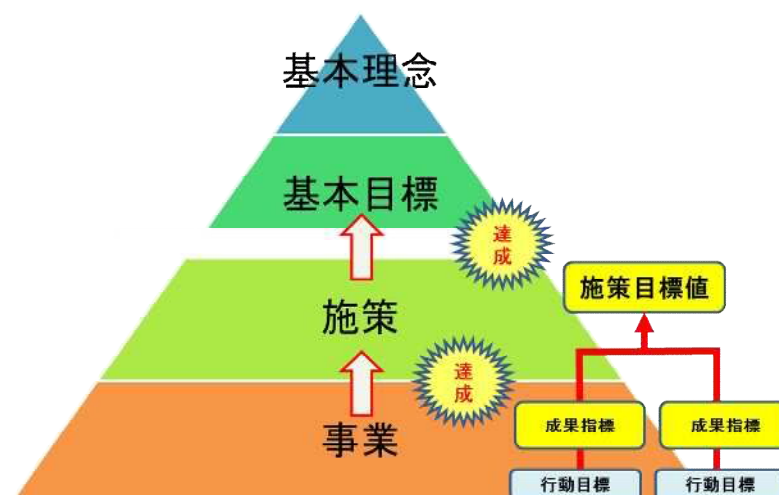 基本理念
基本目標
達
成
施策目標値
施策
達
成
成果指標
成果指標
事業
行動目標
行動目標